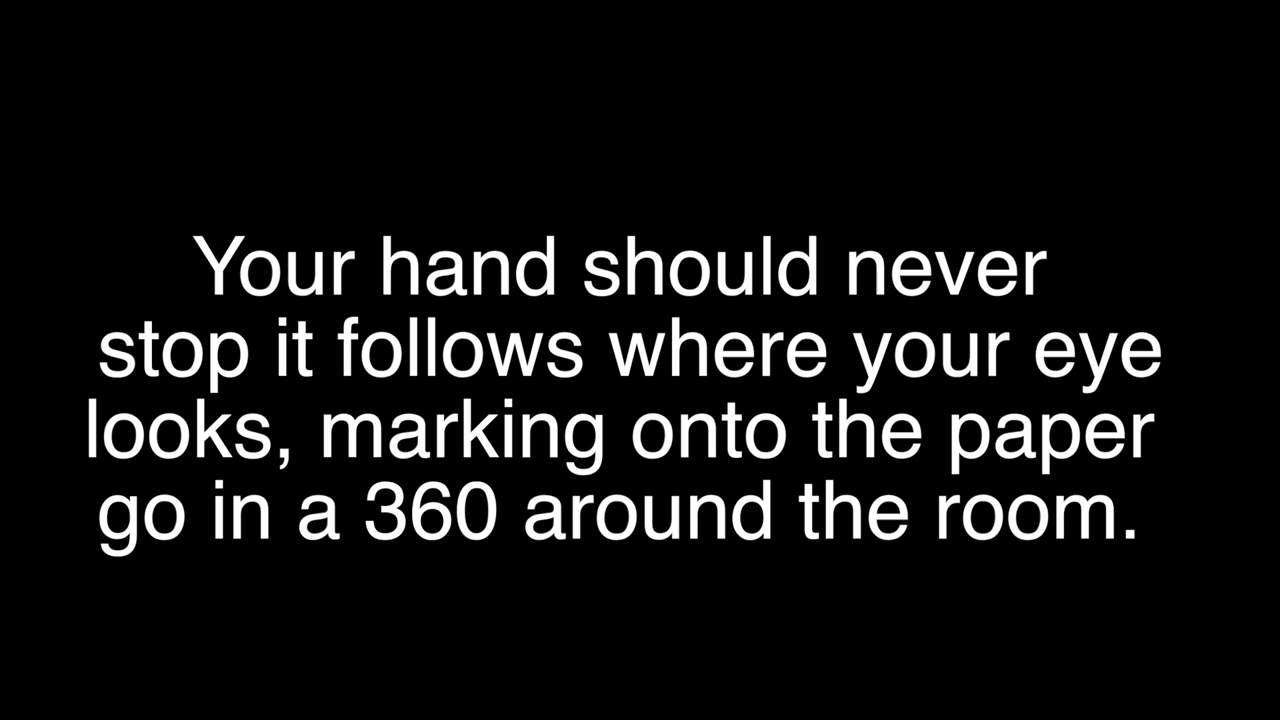 Your hand should never
stop it follows where your eye
looks, marking onto the paper
go in a 360 around the room.